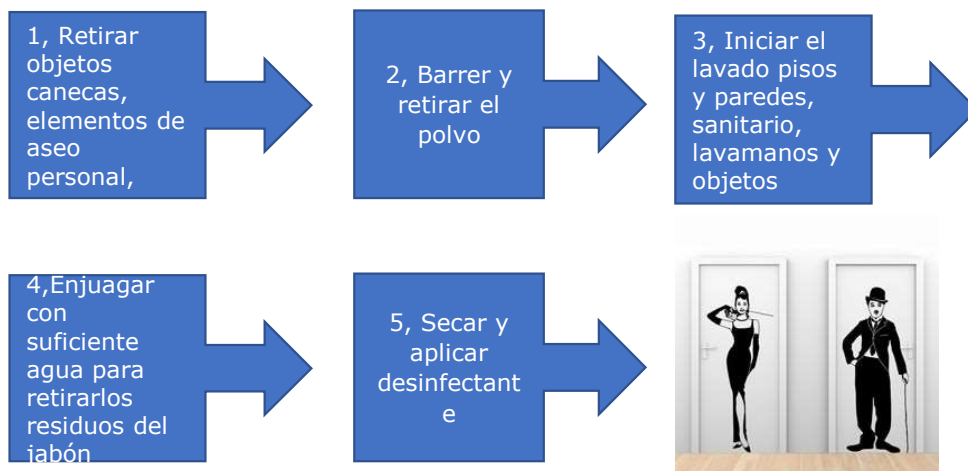 1, Retirar
objetos
canecas,
elementos de
aseo
personal,
2, Barrer y
retirar el
polvo
3, Iniciar el
lavado pisos
y paredes,
sanitario,
lavamanos y
objetos
4,Enjuagar
con
suficiente
agua para
retirarlos
residuos del
jabón
5, Secar y
aplicar
desinfectant
e